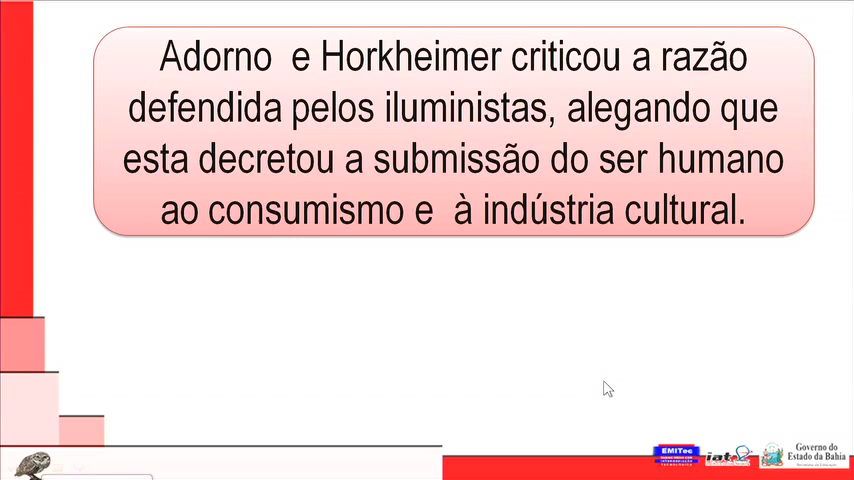 Adorno e Horkheimer criticou a razão
defendida pelos iluministas, alegando que
esta decretou a submissão do ser humano
ao consumismo e à indústria cultural.
EMITec
iat
Governo do
Estado da Bahia